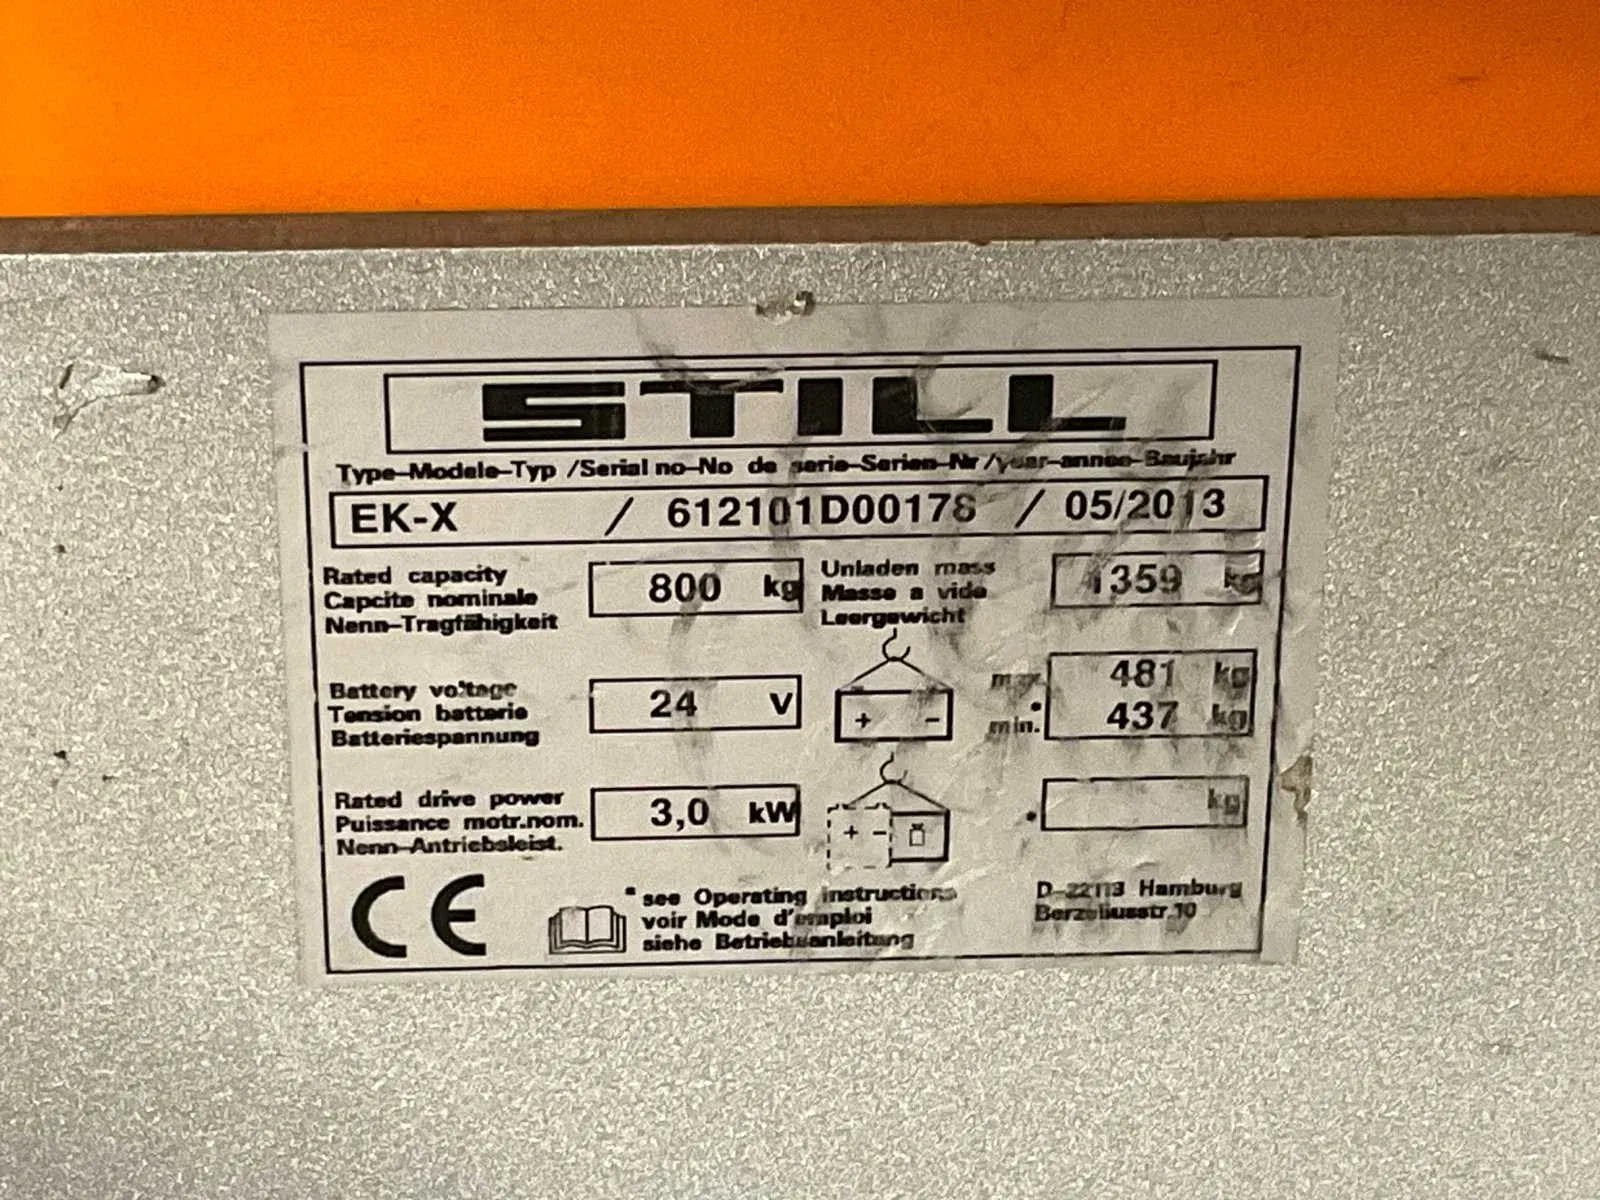 STILL
Type-Modele-Typ /Serial no-No de serie-Serien-Nr /year-annee-Baujahr
EK-X / 612101D00178 / 05/2013
Rated capacity
Capcite nominale
Nenn-Tragfähigkeit
800 kg
Unladen mass
Masse a vide
Leergewicht
1359 kg
Battery voltage
Tension batterie
Batteriespannung
24 V
+ -
max. 481 kg
min.* 437 kg
Rated drive power
Puissance motr.nom.
Nenn-Antriebsleist.
3,0 kW
+ -
* kg
CE
*see Operating instructions
voir Mode d'emploi
siehe Betriebsanleitung
D-22113 Hamburg
Berzeliusstr.10